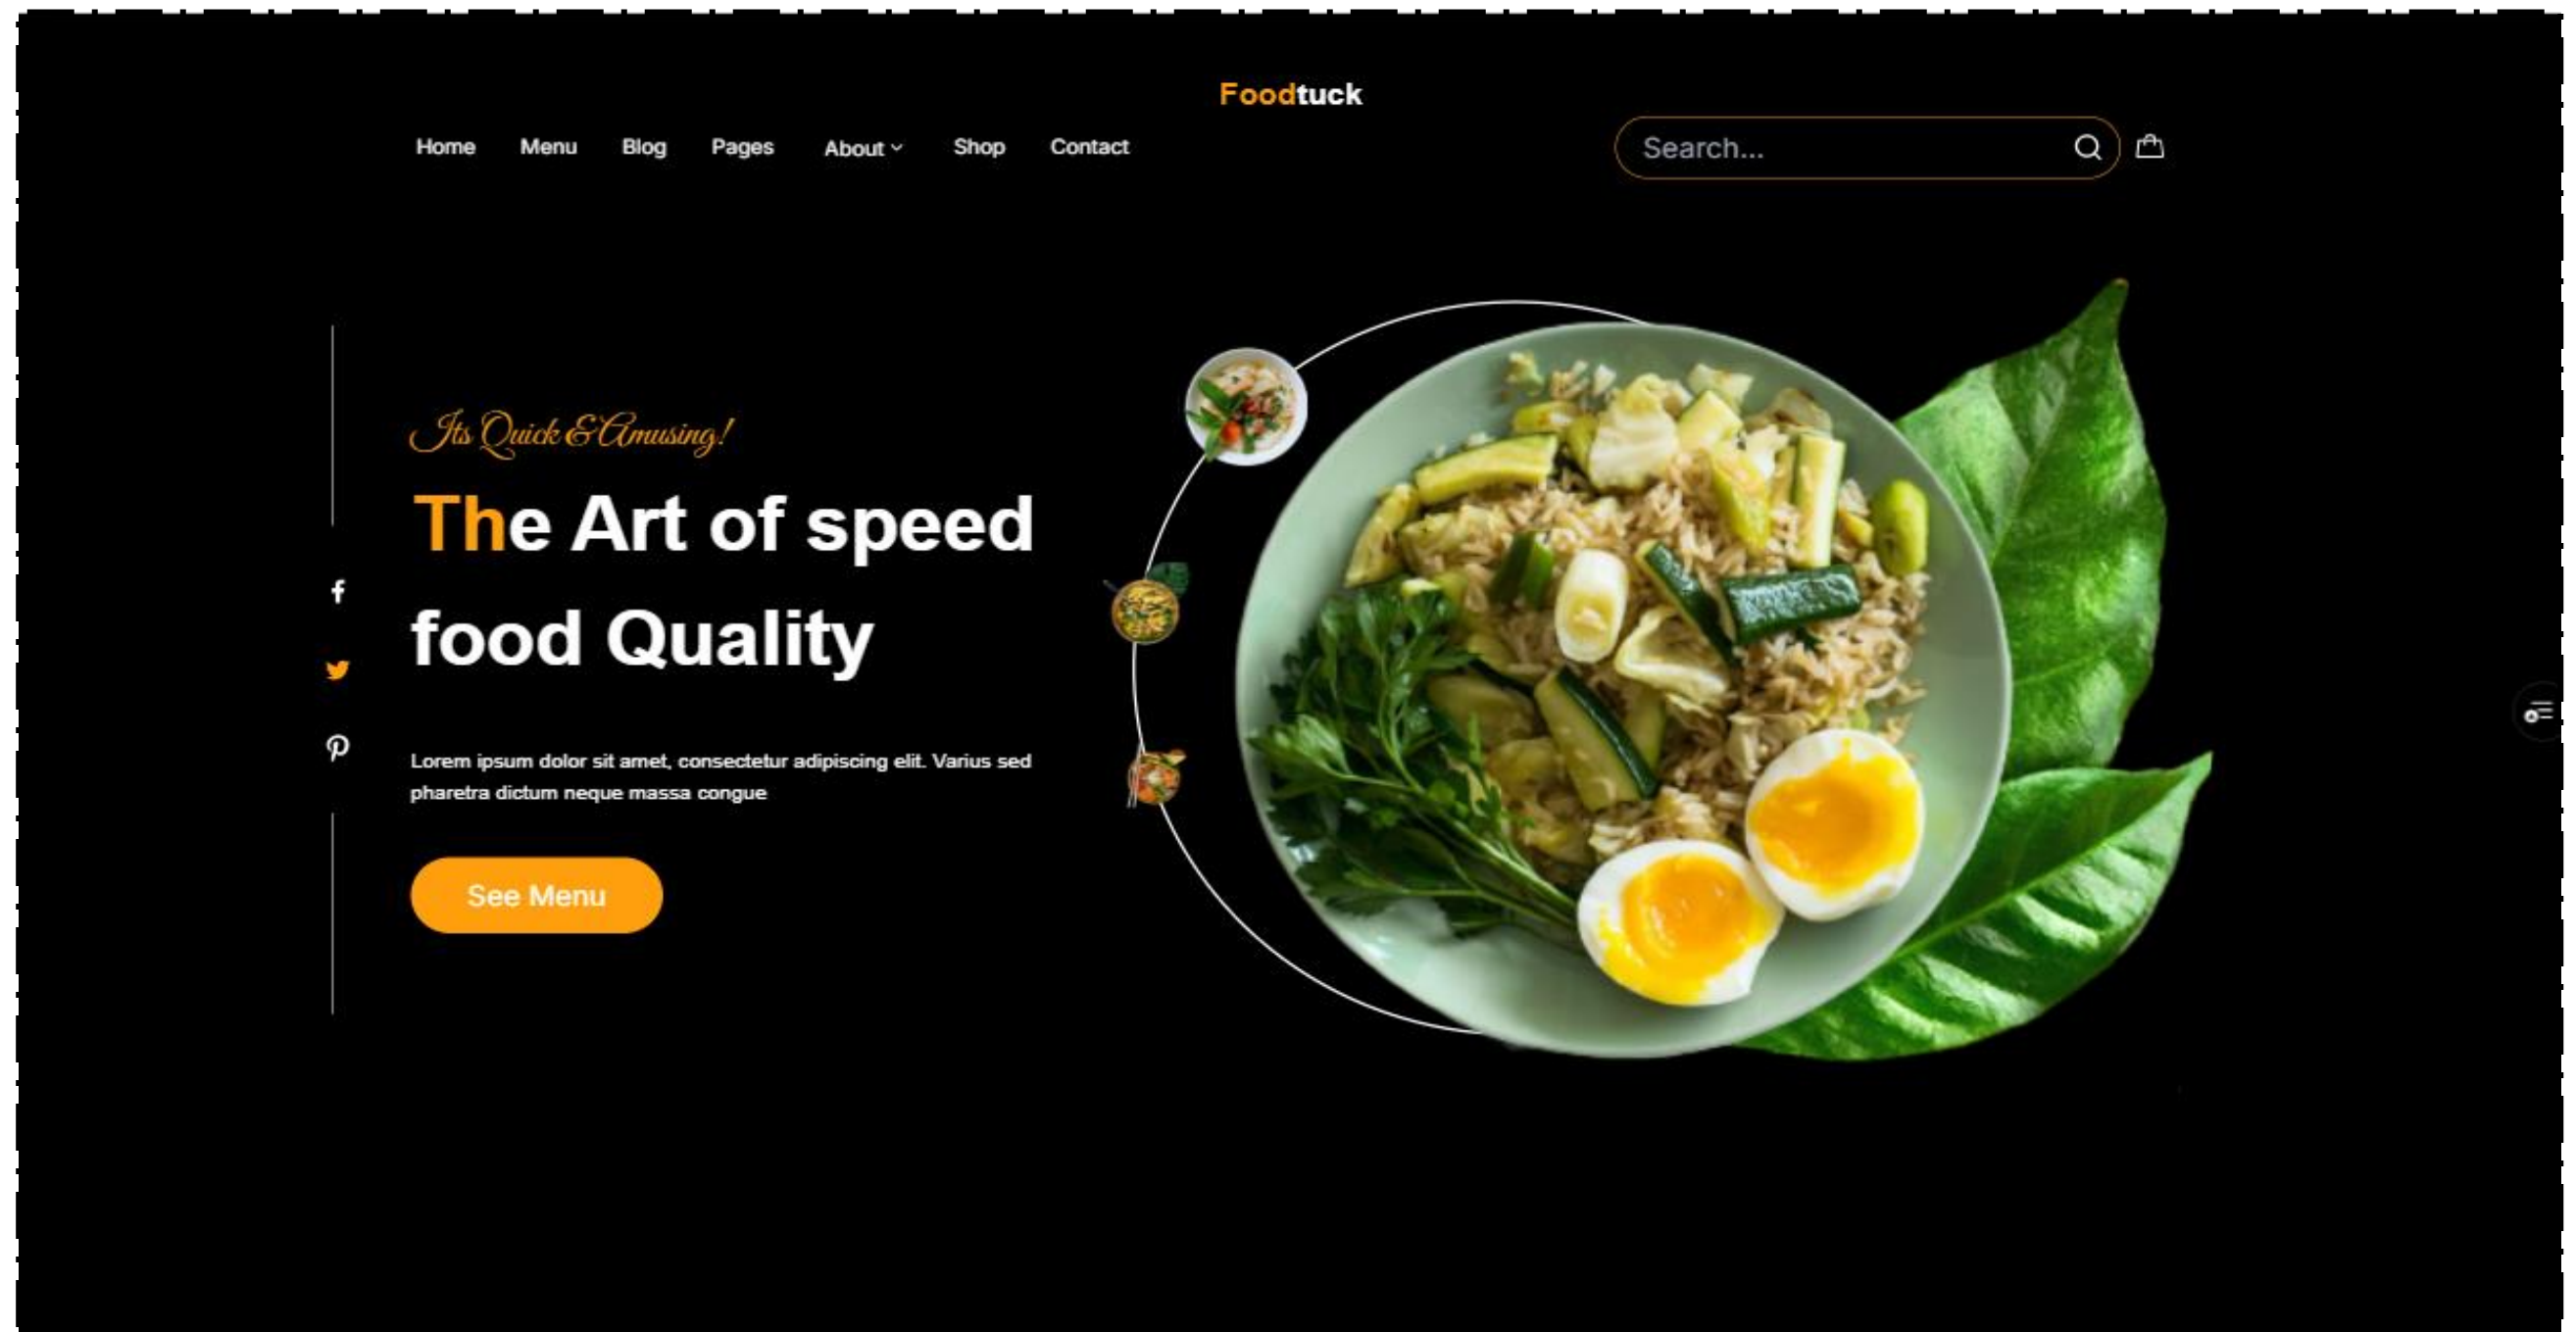 Foodtuck
Home Menu Blog Pages About Shop Contact
Search...
Its Quick & Amusing!
The Art of speed
food Quality
Lorem ipsum dolor sit amet, consectetur adipiscing elit. Varius sed
pharetra dictum neque massa congue
See Menu